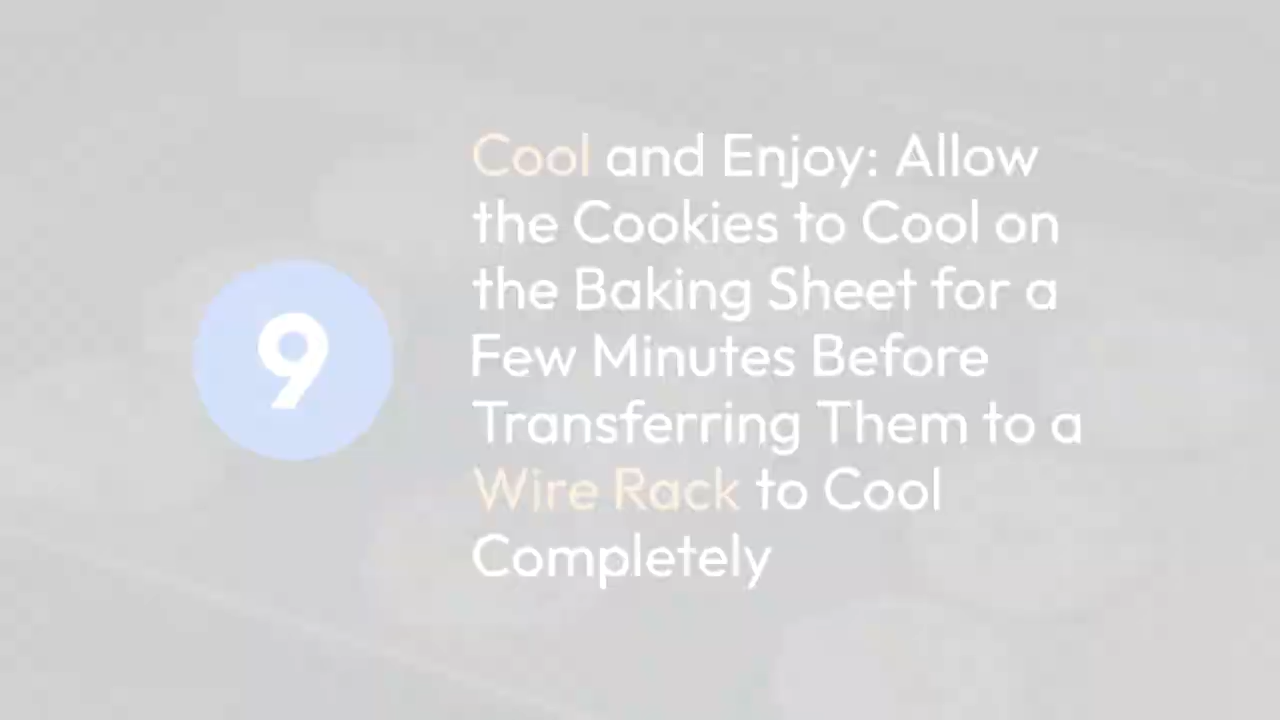 9
Cool and Enjoy: Allow
the Cookies to Cool on
the Baking Sheet for a
Few Minutes Before
Transferring Them to a
Wire Rack to Cool
Completely